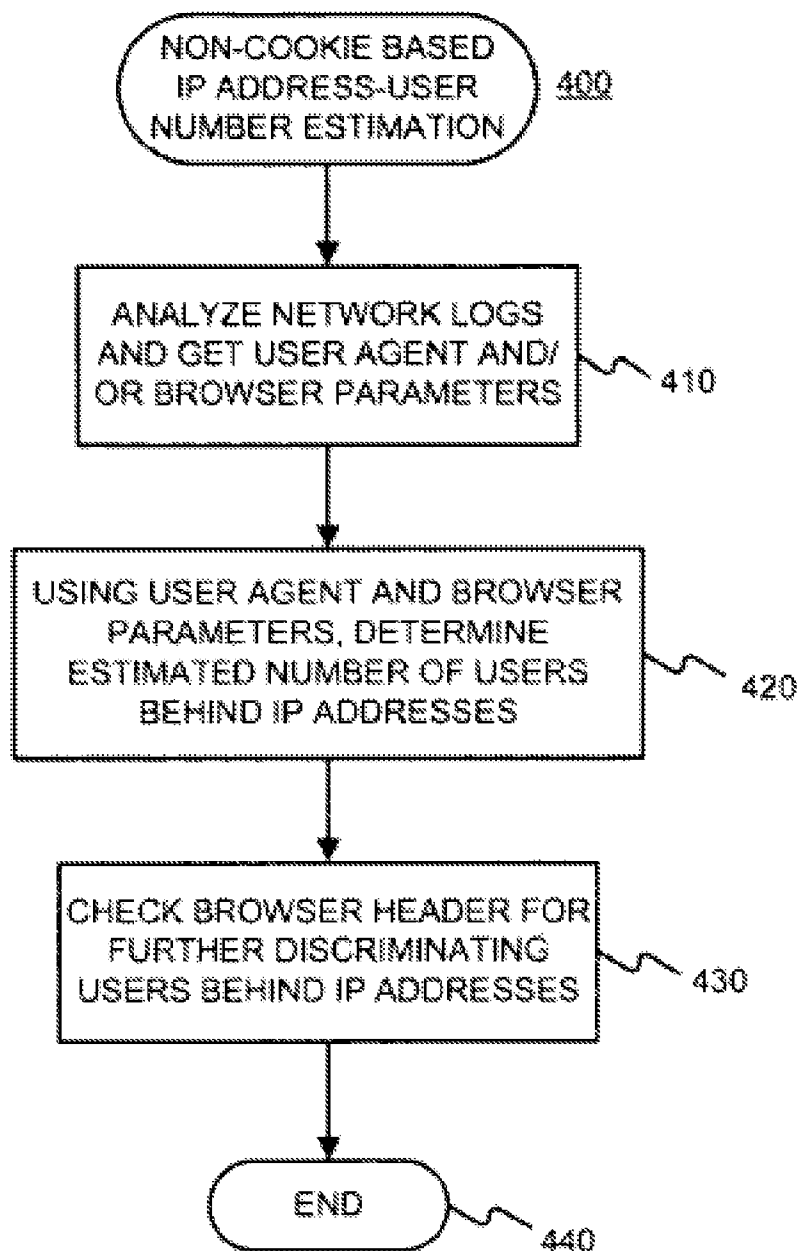 NON-COOKIE BASED
IP ADDRESS-USER
NUMBER ESTIMATION
400
ANALYZE NETWORK LOGS
AND GET USER AGENT AND/
OR BROWSER PARAMETERS
410
USING USER AGENT AND BROWSER
PARAMETERS, DETERMINE
ESTIMATED NUMBER OF USERS
BEHIND IP ADDRESSES
420
CHECK BROWSER HEADER FOR
FURTHER DISCRIMINATING
USERS BEHIND IP ADDRESSES
430
END
440